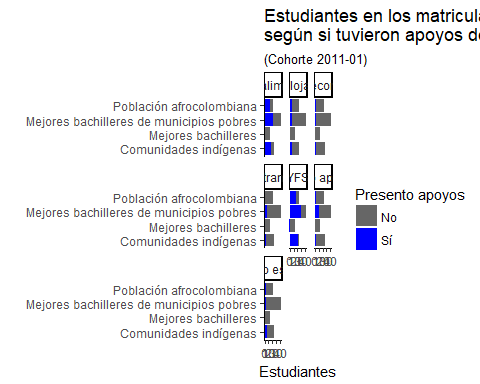 Estudiantes en los matricula
según si tuvieron apoyos de
(Cohorte 2011-01)
Población afrocolombiana
Mejores bachilleres de municipios pobres
Mejores bachilleres
Comunidades indígenas
Población afrocolombiana
Mejores bachilleres de municipios pobres
Mejores bachilleres
Comunidades indígenas
Presento apoyos
No
Sí
Población afrocolombiana
Mejores bachilleres de municipios pobres
Mejores bachilleres
Comunidades indígenas
Estudiantes